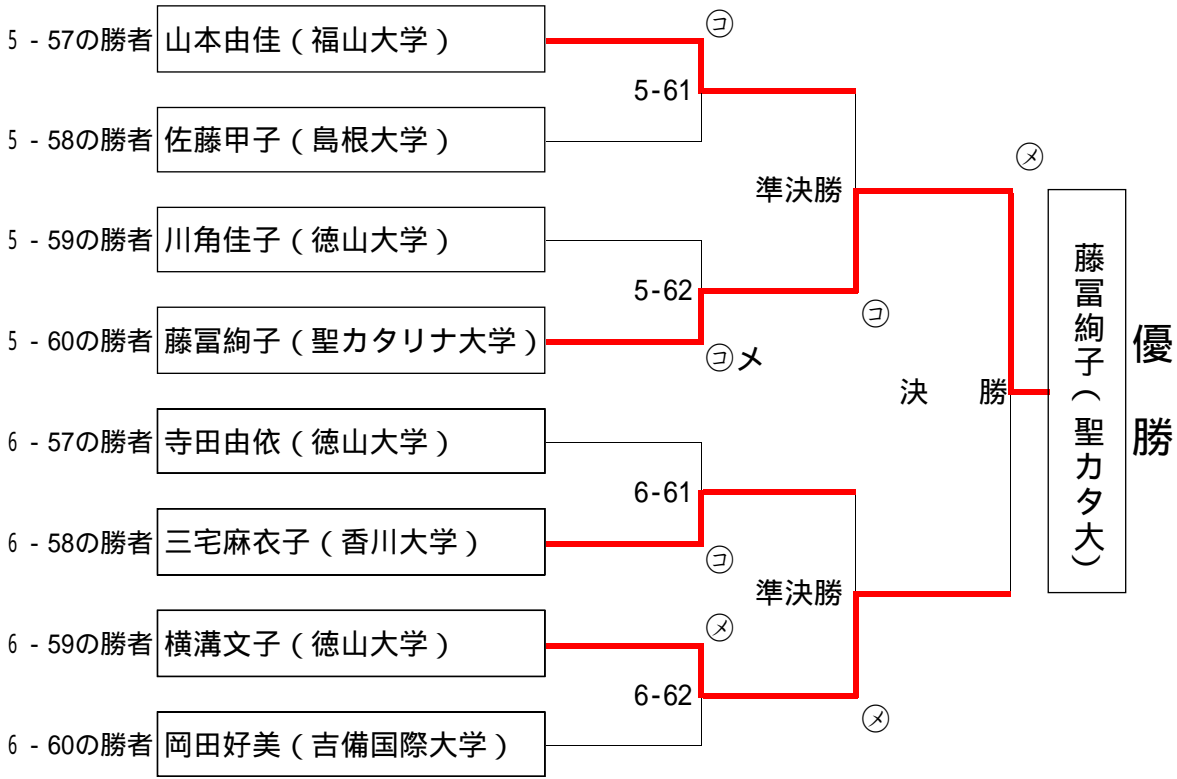 5 - 57の勝者 山本由佳（福山大学） ㋙
5-61
5 - 58の勝者 佐藤甲子（島根大学）
㋱
準決勝
5 - 59の勝者 川角佳子（徳山大学）
5-62
㋙
5 - 60の勝者 藤冨絢子（聖カタリナ大学） ㋙メ
決　勝
藤冨絢子（聖カタ大）
優勝
6 - 57の勝者 寺田由依（徳山大学）
6-61
6 - 58の勝者 三宅麻衣子（香川大学） ㋙
準決勝
6 - 59の勝者 横溝文子（徳山大学） ㋱
6-62
㋱
6 - 60の勝者 岡田好美（吉備国際大学）